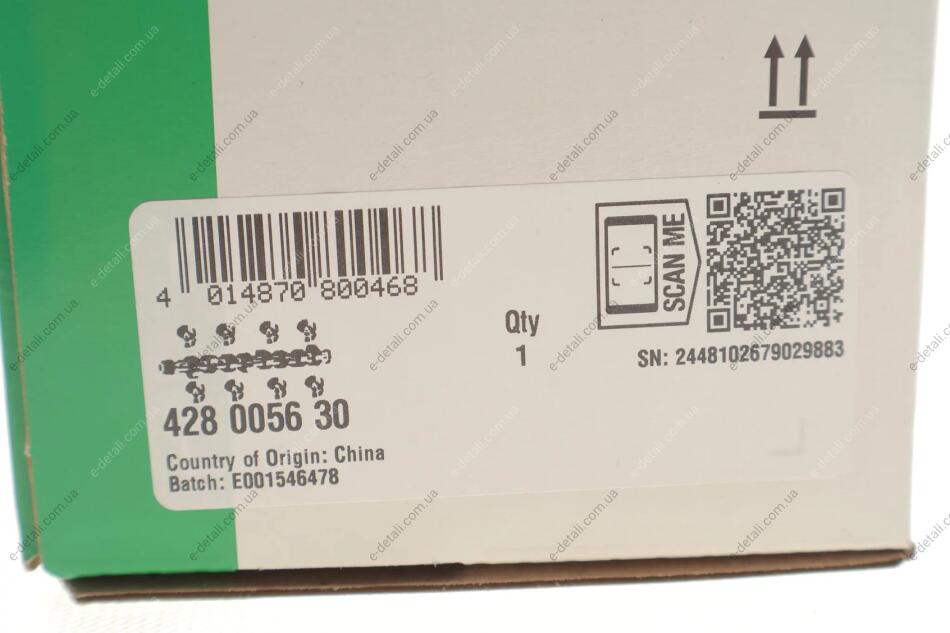 4 014870 800468
428 0056 30
Country of Origin: China
Batch: E001546478
Qty
1
SCAN ME
SN: 2448102679029883
e-detali.com.ua